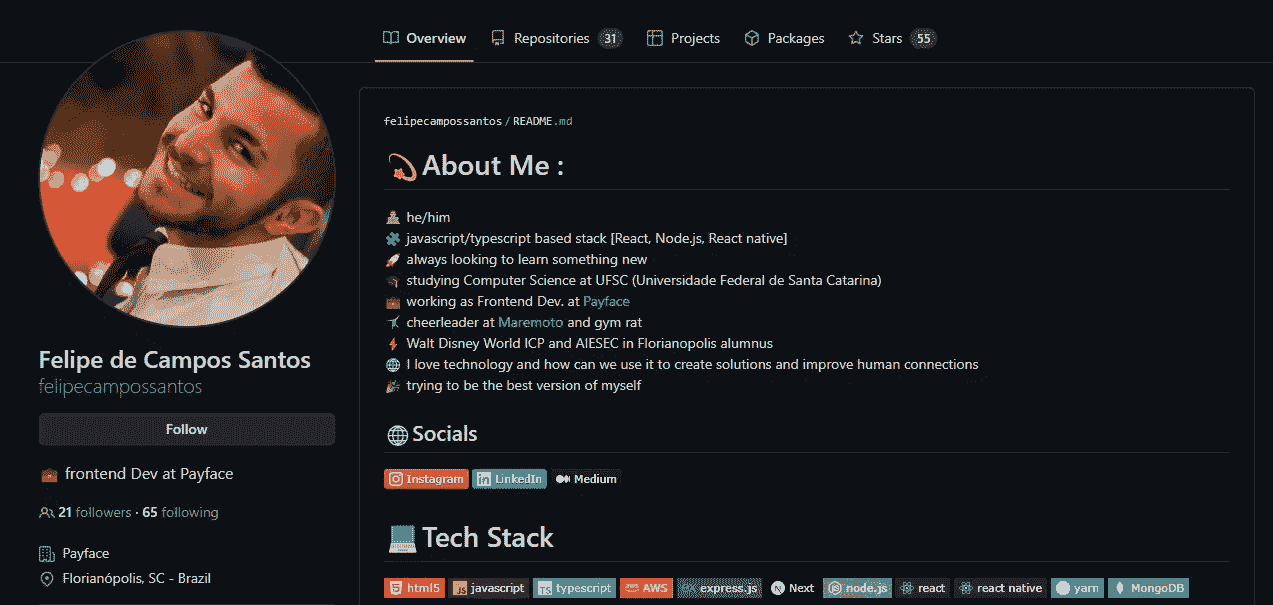 Overview Repositories 31 Projects Packages Stars 55
felipecampossantos/README.md
About Me :
he/him
javascript/typescript based stack [React, Node.js, React native]
always looking to learn something new
studying Computer Science at UFSC (Universidade Federal de Santa Catarina)
working as Frontend Dev. at Payface
cheerleader at Maremoto and gym rat
Walt Disney World ICP and AIESEC in Florianopolis alumnus
I love technology and how can we use it to create solutions and improve human connections
trying to be the best version of myself
Socials
Instagram LinkedIn Medium
Tech Stack
html5 javascript typescript AWS express.js Next node.js react react native yarn MongoDB
Felipe de Campos Santos
felipecampossantos
Follow
frontend Dev at Payface
21 followers · 65 following
Payface
Florianópolis, SC - Brazil